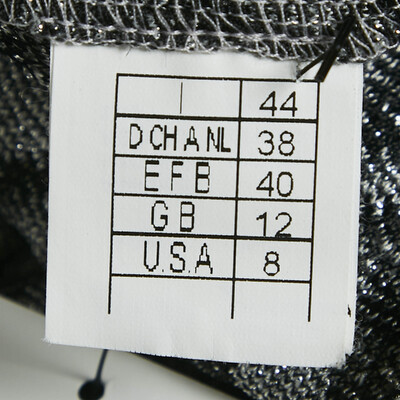 I 44
D CH A NL 38
E F B 40
G B 12
U.S.A 8